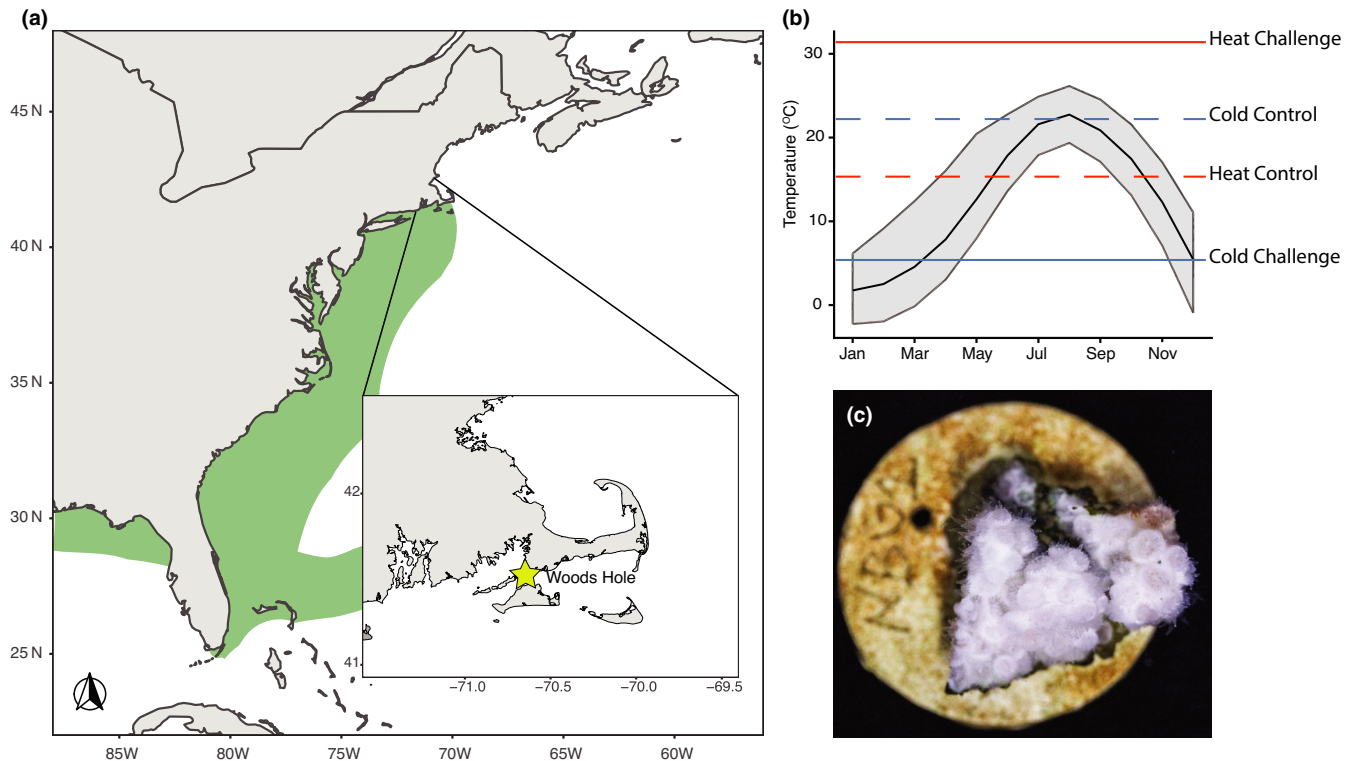 (a)
45 N
40 N
35 N
30 N
25 N
85W
80W
75W
70W
65W
60W
42
41
−71.0
−70.5
−70.0
−69.5
Woods Hole
(b)
Temperature (°C)
30
20
10
0
Jan
Mar
May
Jul
Sep
Nov
Heat Challenge
Cold Control
Heat Control
Cold Challenge
(c)